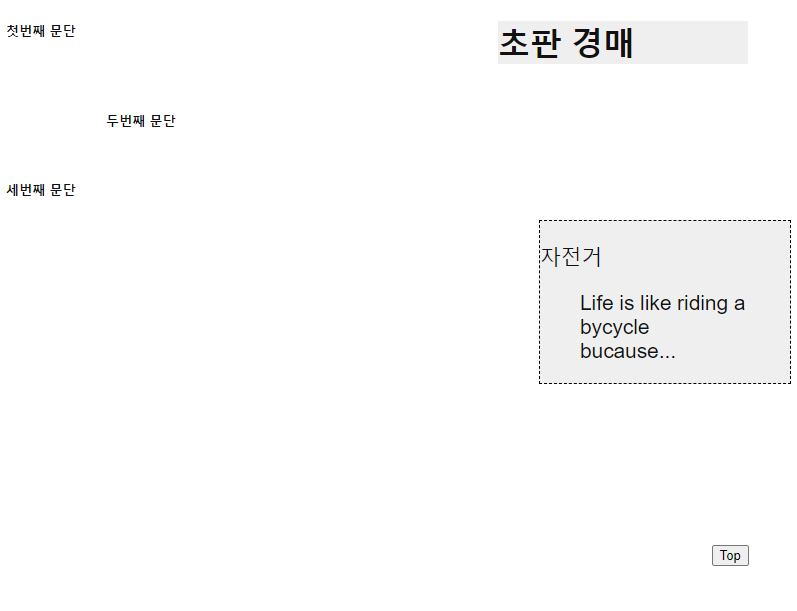 첫번째 문단
초판 경매
두번째 문단
세번째 문단
자전거
Life is like riding a
bycycle
bucause...
Top